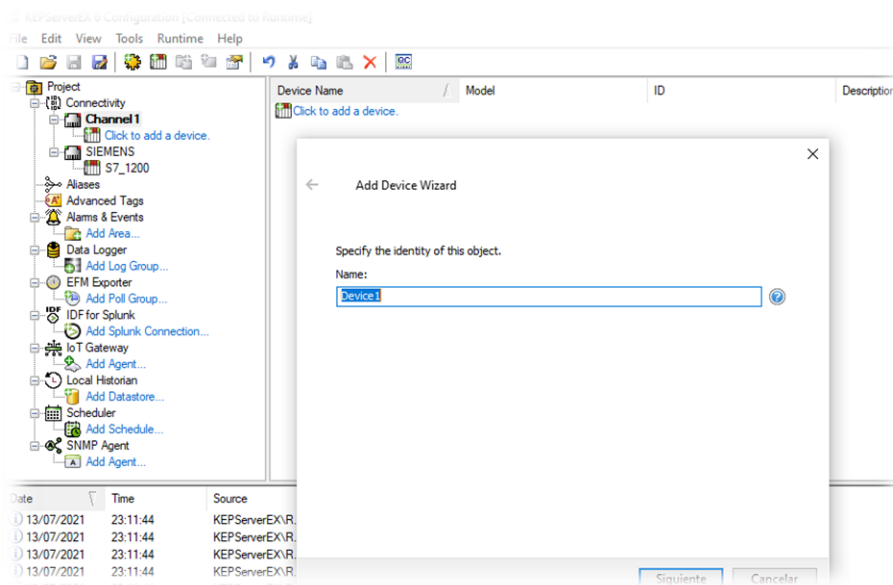 KEPServerEX 6 Configuration [Connected to Runtime]
File Edit View Tools Runtime Help
Project
Connectivity
Channel1
Click to add a device.
SIEMENS
S7_1200
Aliases
Advanced Tags
Alarms & Events
Add Area...
Data Logger
Add Log Group...
EFM Exporter
Add Poll Group...
IDF for Splunk
Add Splunk Connection...
IoT Gateway
Add Agent...
Local Historian
Add Datastore...
Scheduler
Add Schedule...
SNMP Agent
Add Agent...
Device Name Model ID Description
Click to add a device.
Add Device Wizard
Specify the identity of this object.
Name:
Device1
Siguiente Cancelar
Date Time Source
13/07/2021 23:11:44 KEPServerEX\R...
13/07/2021 23:11:44 KEPServerEX\R...
13/07/2021 23:11:44 KEPServerEX\R...
13/07/2021 23:11:44 KEPServerEX\R...